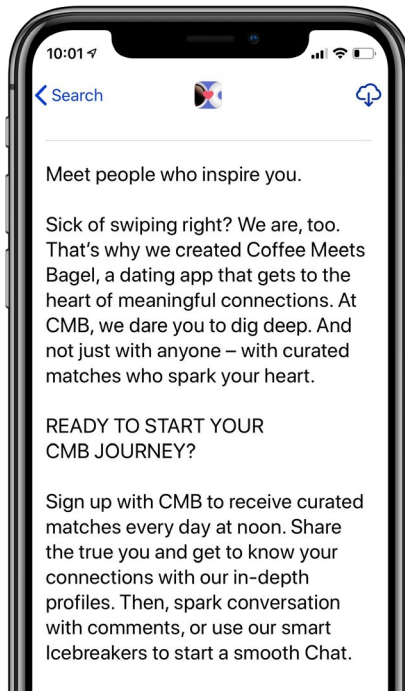 10:01
Search
Meet people who inspire you.
Sick of swiping right? We are, too.
That's why we created Coffee Meets
Bagel, a dating app that gets to the
heart of meaningful connections. At
CMB, we dare you to dig deep. And
not just with anyone – with curated
matches who spark your heart.
READY TO START YOUR
CMB JOURNEY?
Sign up with CMB to receive curated
matches every day at noon. Share
the true you and get to know your
connections with our in-depth
profiles. Then, spark conversation
with comments, or use our smart
Icebreakers to start a smooth Chat.